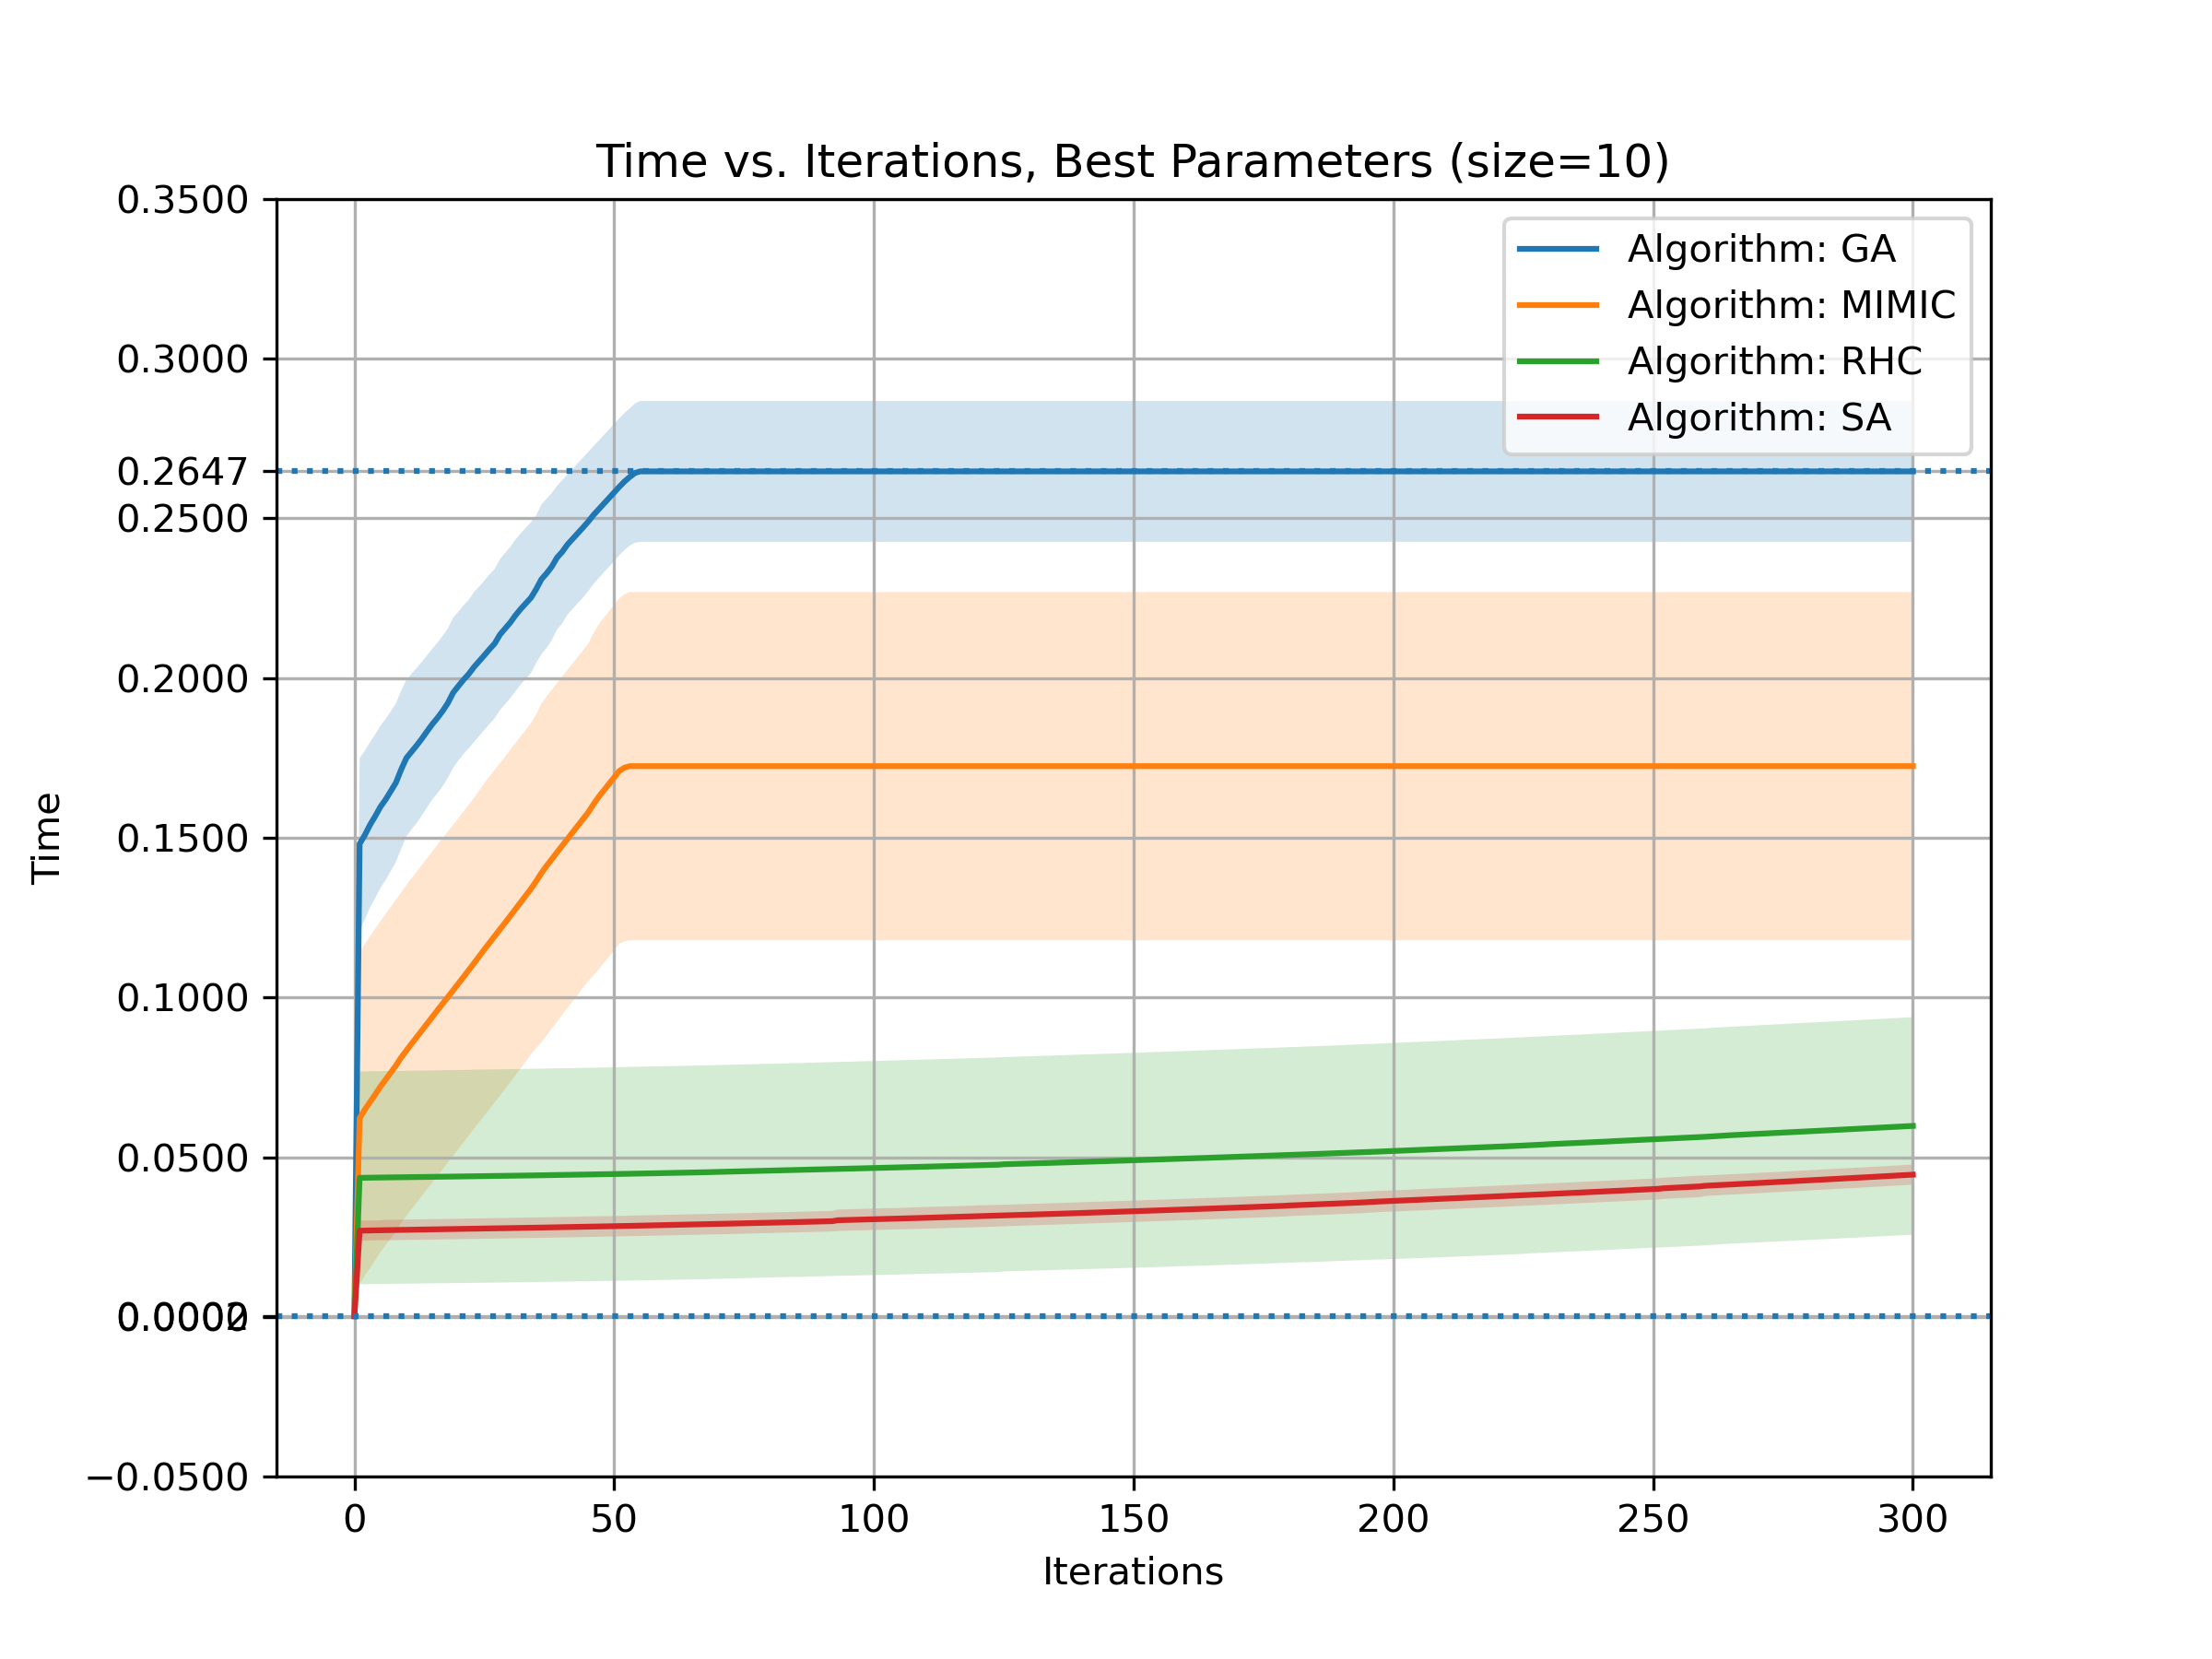 Time vs. Iterations, Best Parameters (size=10)
0.3500
0.3000
0.2647
0.2500
0.2000
0.1500
0.1000
0.0500
0.0000
−0.0500
Time
Algorithm: GA
Algorithm: MIMIC
Algorithm: RHC
Algorithm: SA
0 50 100 150 200 250 300
Iterations